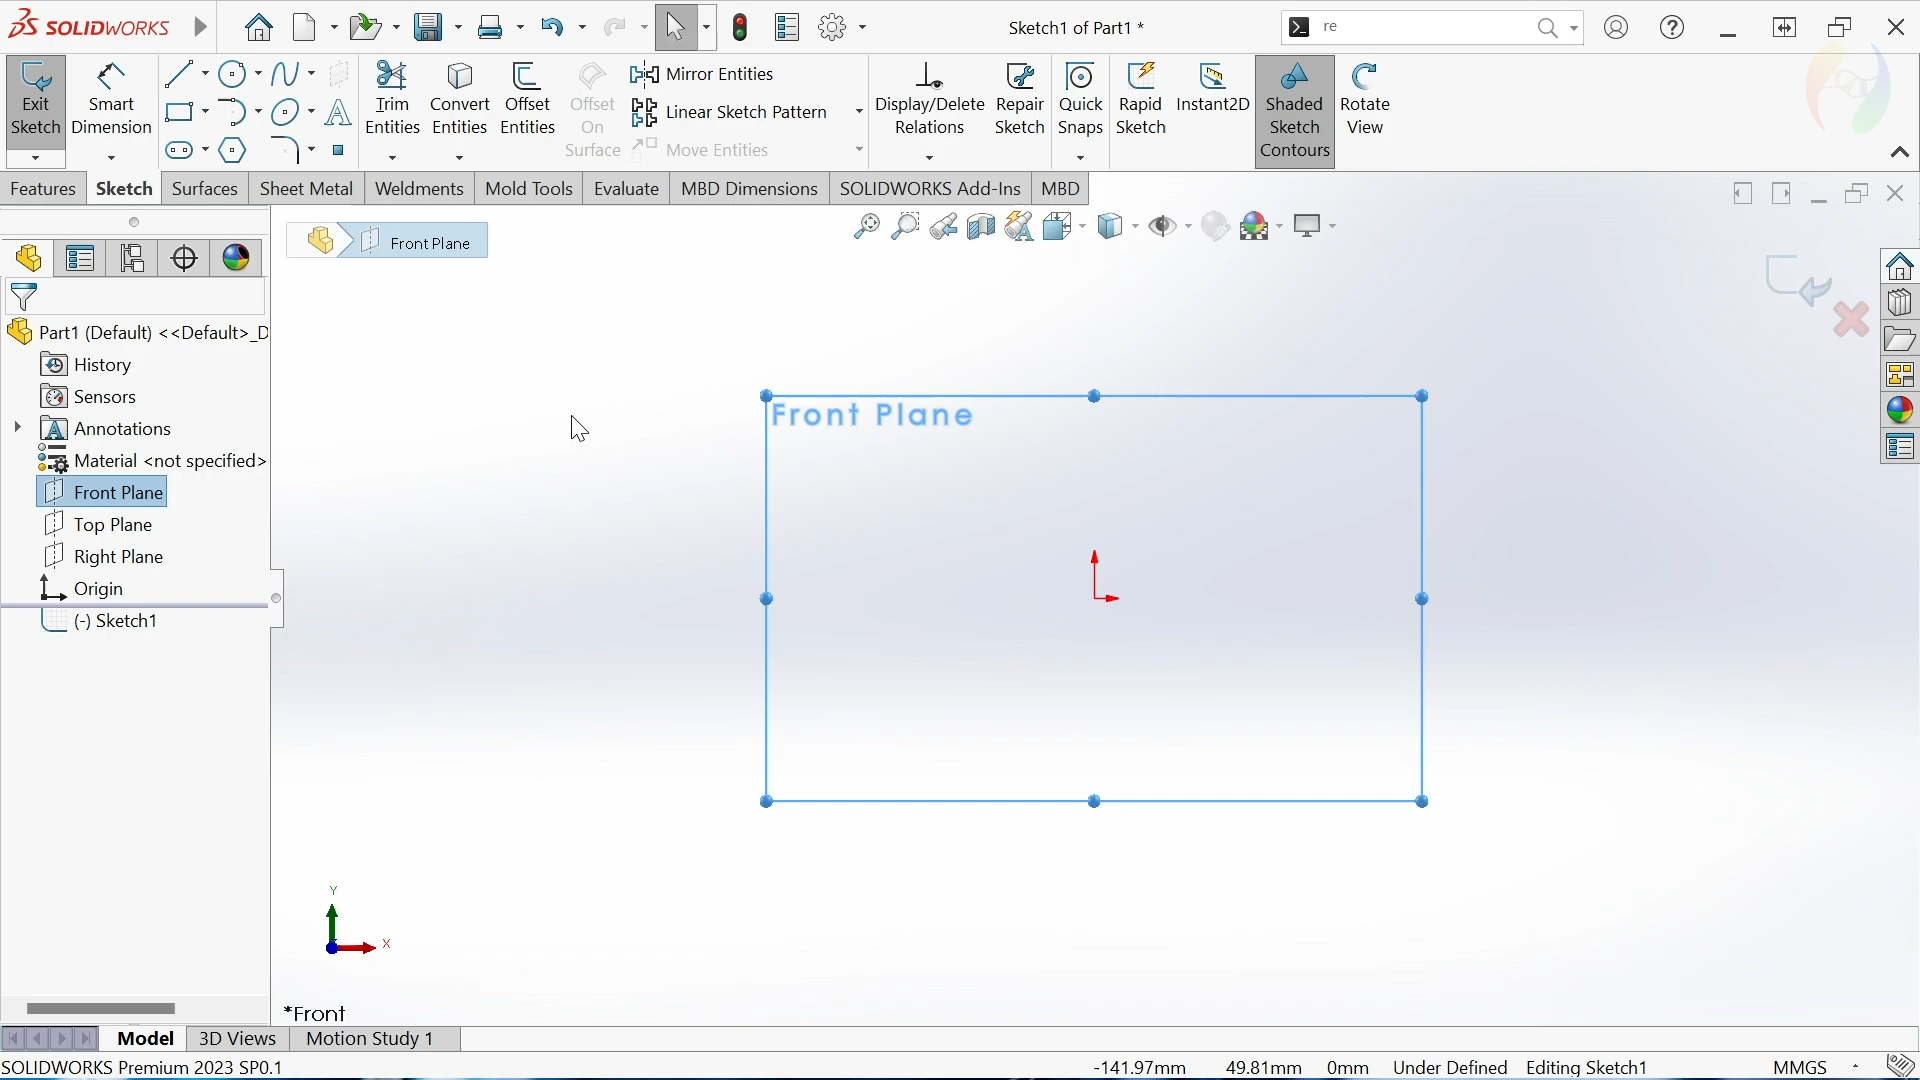 SOLIDWORKS
Sketch1 of Part1 *
re
Exit Sketch
Smart Dimension
Trim Entities
Convert Entities
Offset Entities
Offset On Surface
Mirror Entities
Linear Sketch Pattern
Move Entities
Display/Delete Relations
Repair Sketch
Quick Snaps
Rapid Sketch
Instant2D
Shaded Sketch Contours
Rotate View
Features Sketch Surfaces Sheet Metal Weldments Mold Tools Evaluate MBD Dimensions SOLIDWORKS Add-Ins MBD
Front Plane
Part1 (Default) <<Default>_D
History
Sensors
Annotations
Material <not specified>
Front Plane
Top Plane
Right Plane
Origin
(-) Sketch1
Front Plane
Y
X
*Front
Model 3D Views Motion Study 1
SOLIDWORKS Premium 2023 SP0.1 -141.97mm 49.81mm 0mm Under Defined Editing Sketch1 MMGS